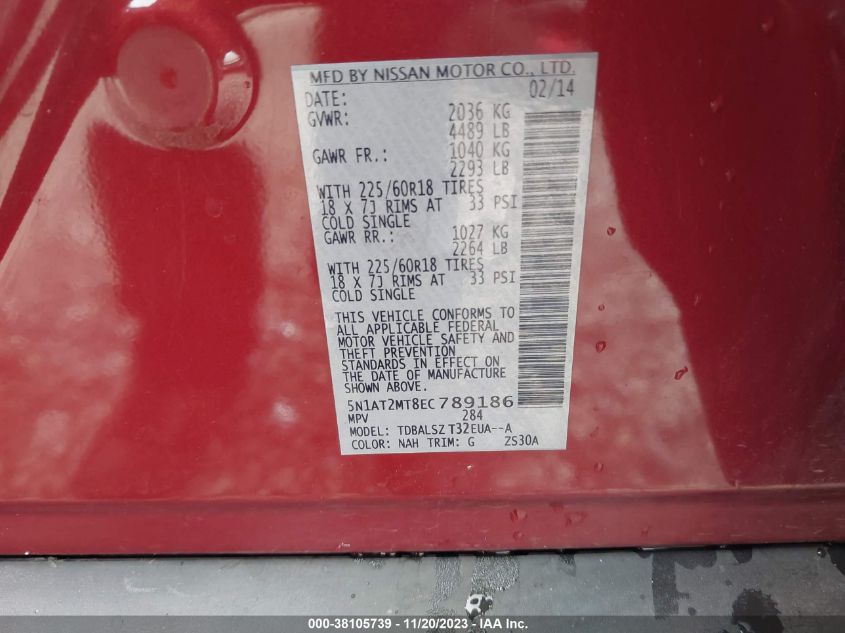 MFD BY NISSAN MOTOR CO., LTD.
DATE: 02/14
GVWR: 2036 KG
4489 LB
GAWR FR.: 1040 KG
2293 LB
WITH 225/60R18 TIRES
18 X 7J RIMS AT 33 PSI
COLD SINGLE
GAWR RR.: 1027 KG
2264 LB
WITH 225/60R18 TIRES
18 X 7J RIMS AT 33 PSI
COLD SINGLE
THIS VEHICLE CONFORMS TO
ALL APPLICABLE FEDERAL
MOTOR VEHICLE SAFETY AND
THEFT PREVENTION
STANDARDS IN EFFECT ON
THE DATE OF MANUFACTURE
SHOWN ABOVE.
5N1AT2MT8EC789186
MPV 284
MODEL: TDBALSZ T32EUA--A
COLOR: NAH TRIM: G ZS30A
000-38105739 - 11/20/2023 - IAA Inc.